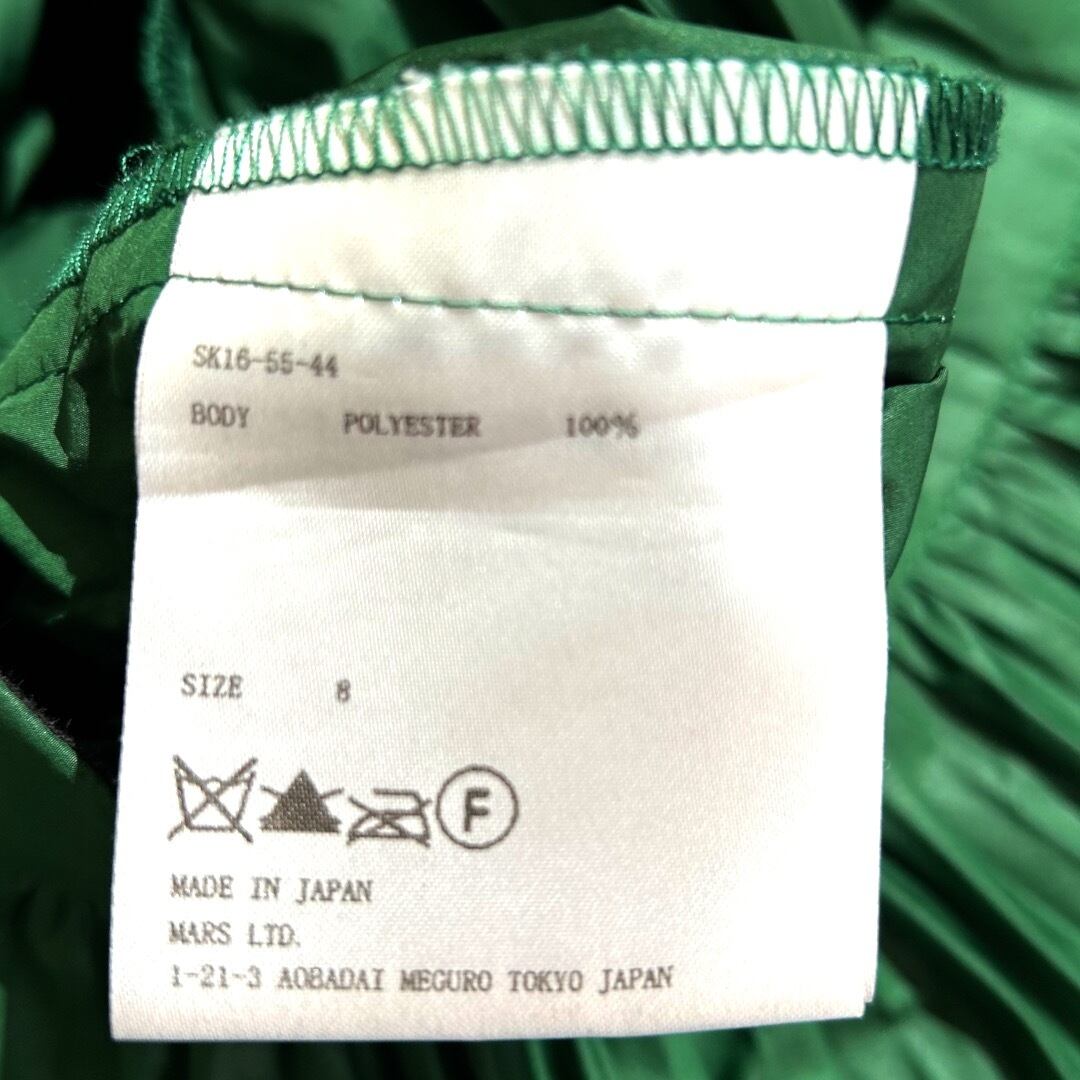 SK16-55-44
BODY POLYESTER 100%
SIZE 8
F
MADE IN JAPAN
MARS LTD.
1-21-3 AOBADAI MEGURO TOKYO JAPAN